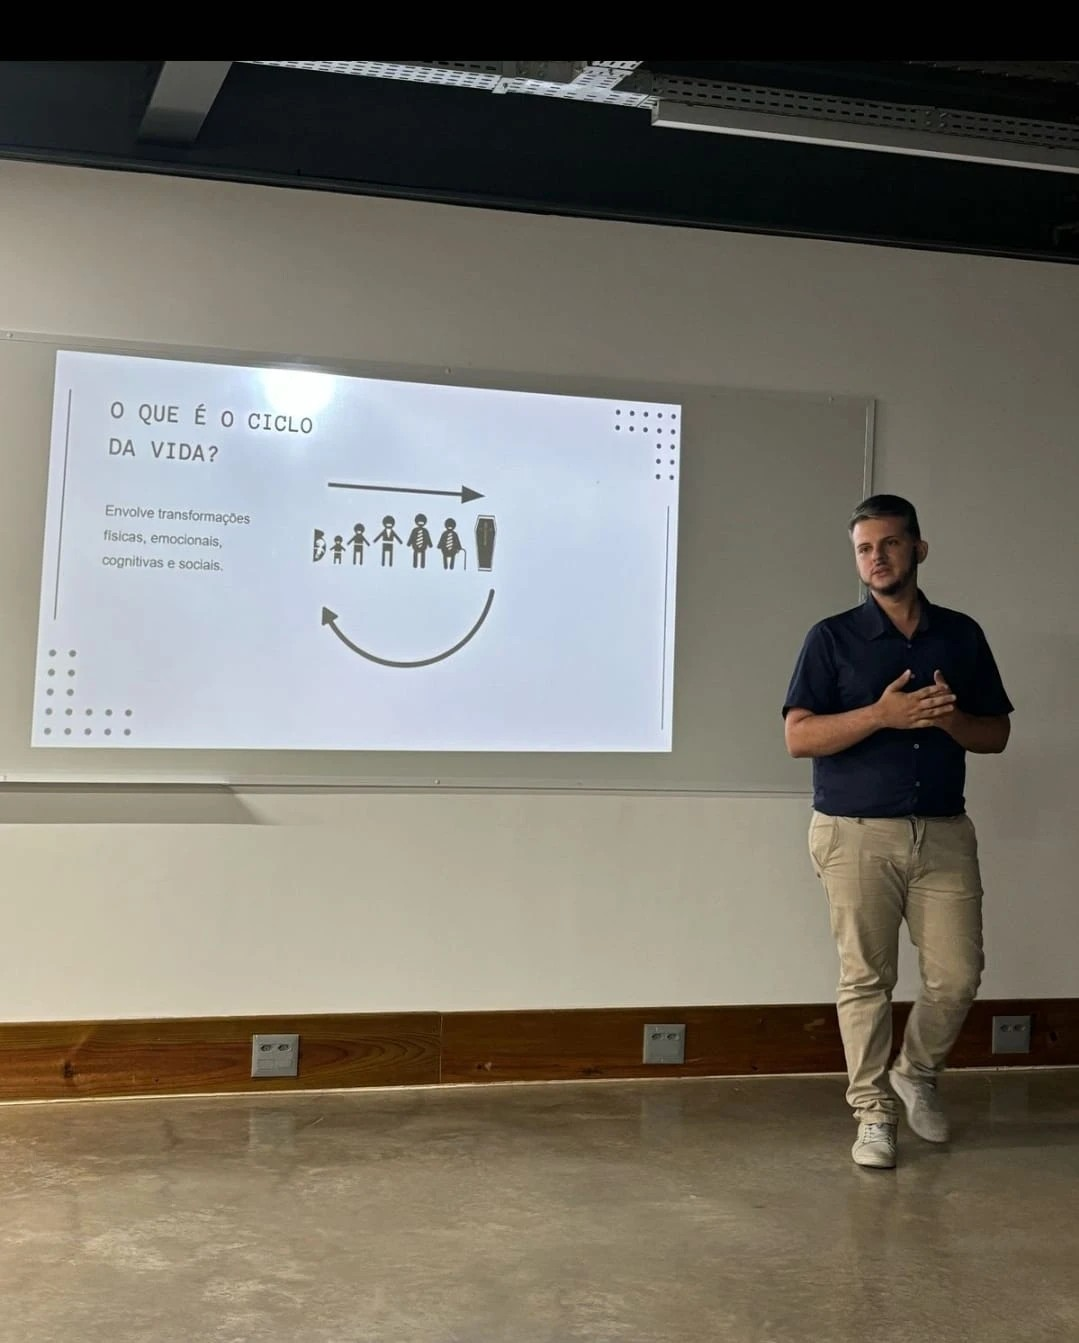 O QUE É O CICLO
DA VIDA?
Envolve transformações
físicas, emocionais,
cognitivas e sociais.